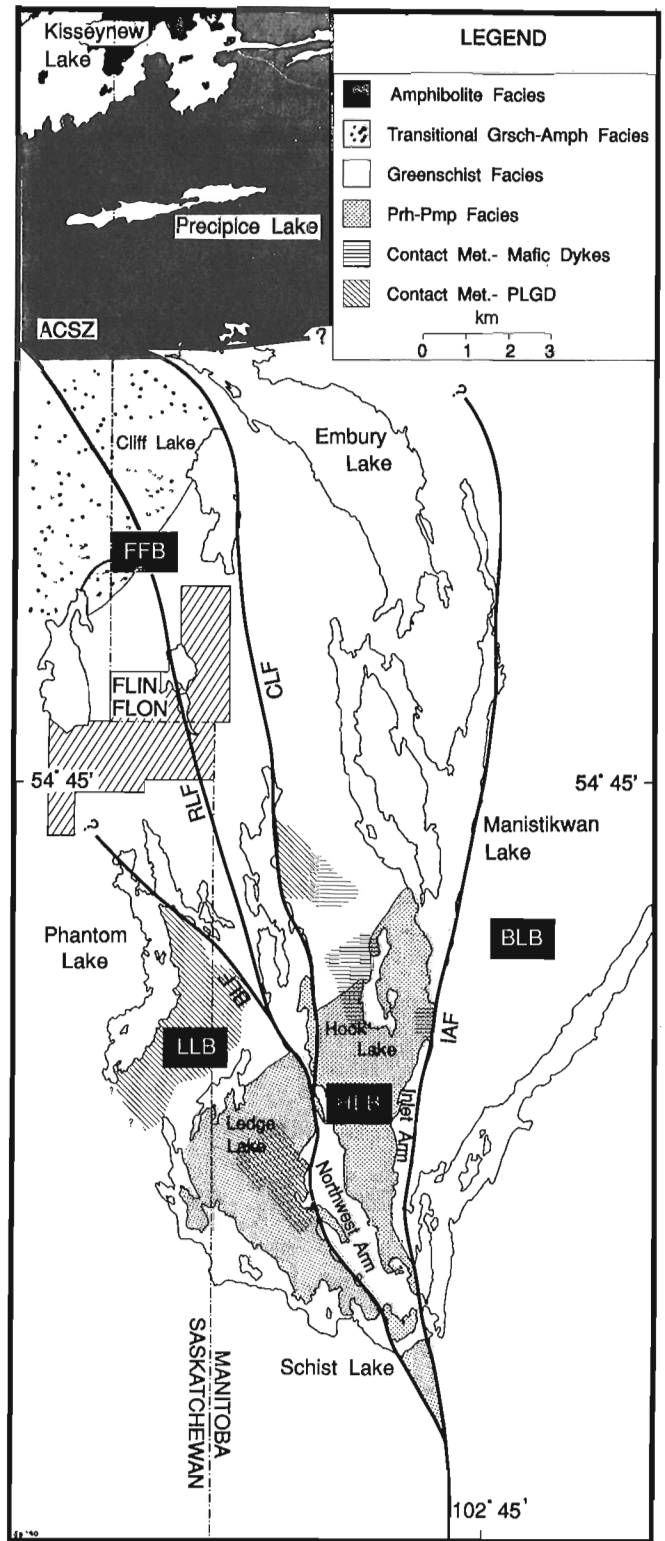 Kisseynew
Lake
LEGEND
Amphibolite Facies
Transitional Grsch-Amph Facies
Greenschist Facies
Prh-Pmp Facies
Contact Met.- Mafic Dykes
Contact Met.- PLGD
km
0 1 2 3
Precipice Lake
ACSZ
?
?
Cliff Lake
Embury
Lake
FFB
FLIN
FLON
CLF
54° 45'
54° 45'
RLF
?
Manistikwan
Lake
Phantom
Lake
BLF
BLB
LLB
Hook
Lake
IAF
HLB
Inlet Arm
Ledge
Lake
? ?
Northwest Arm
Schist Lake
SASKATCHEWAN
MANITOBA
102° 45'